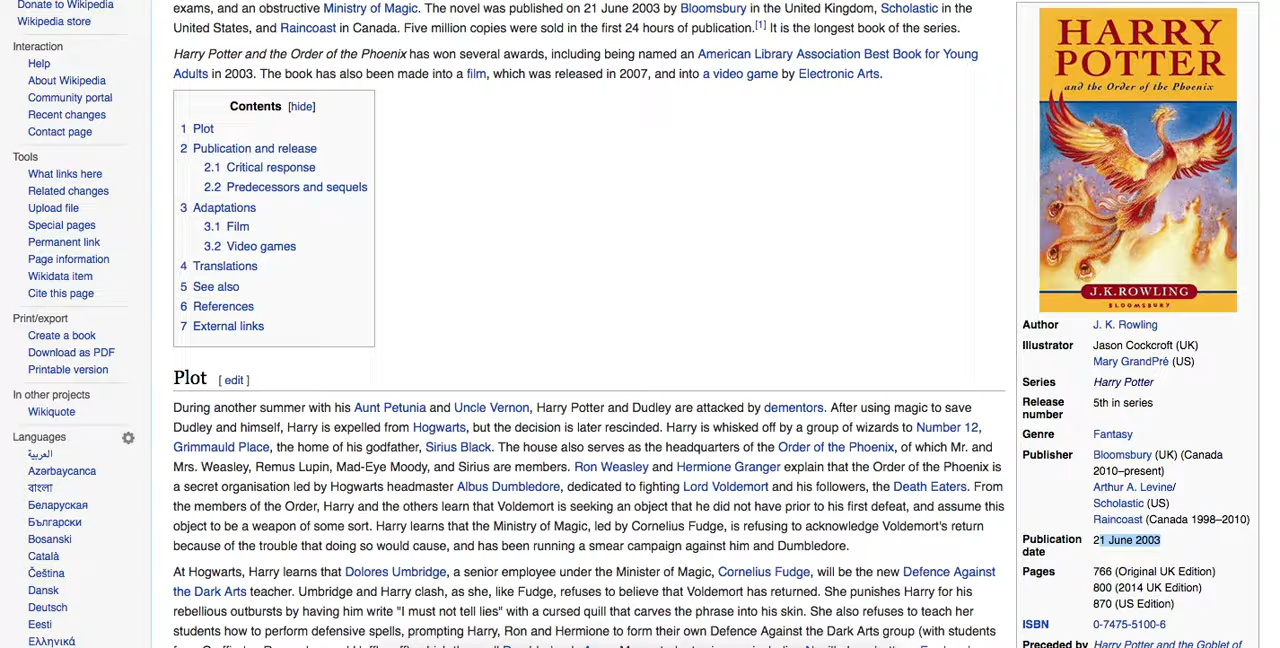 Donate to Wikipedia
Wikipedia store
Interaction
Help
About Wikipedia
Community portal
Recent changes
Contact page
Tools
What links here
Related changes
Upload file
Special pages
Permanent link
Page information
Wikidata item
Cite this page
Print/export
Create a book
Download as PDF
Printable version
In other projects
Wikiquote
Languages
العربية
Azərbaycanca
বাংলা
Беларуская
Български
Bosanski
Català
Čeština
Dansk
Deutsch
Eesti
Ελληνικά
exams, and an obstructive Ministry of Magic. The novel was published on 21 June 2003 by Bloomsbury in the United Kingdom, Scholastic in the
United States, and Raincoast in Canada. Five million copies were sold in the first 24 hours of publication.[1] It is the longest book of the series.
Harry Potter and the Order of the Phoenix has won several awards, including being named an American Library Association Best Book for Young
Adults in 2003. The book has also been made into a film, which was released in 2007, and into a video game by Electronic Arts.
Contents [hide]
1 Plot
2 Publication and release
2.1 Critical response
2.2 Predecessors and sequels
3 Adaptations
3.1 Film
3.2 Video games
4 Translations
5 See also
6 References
7 External links
Plot [ edit ]
During another summer with his Aunt Petunia and Uncle Vernon, Harry Potter and Dudley are attacked by dementors. After using magic to save
Dudley and himself, Harry is expelled from Hogwarts, but the decision is later rescinded. Harry is whisked off by a group of wizards to Number 12,
Grimmauld Place, the home of his godfather, Sirius Black. The house also serves as the headquarters of the Order of the Phoenix, of which Mr. and
Mrs. Weasley, Remus Lupin, Mad-Eye Moody, and Sirius are members. Ron Weasley and Hermione Granger explain that the Order of the Phoenix is
a secret organisation led by Hogwarts headmaster Albus Dumbledore, dedicated to fighting Lord Voldemort and his followers, the Death Eaters. From
the members of the Order, Harry and the others learn that Voldemort is seeking an object that he did not have prior to his first defeat, and assume this
object to be a weapon of some sort. Harry learns that the Ministry of Magic, led by Cornelius Fudge, is refusing to acknowledge Voldemort's return
because of the trouble that doing so would cause, and has been running a smear campaign against him and Dumbledore.
At Hogwarts, Harry learns that Dolores Umbridge, a senior employee under the Minister of Magic, Cornelius Fudge, will be the new Defence Against
the Dark Arts teacher. Umbridge and Harry clash, as she, like Fudge, refuses to believe that Voldemort has returned. She punishes Harry for his
rebellious outbursts by having him write "I must not tell lies" with a cursed quill that carves the phrase into his skin. She also refuses to teach her
students how to perform defensive spells, prompting Harry, Ron and Hermione to form their own Defence Against the Dark Arts group (with students
HARRY
POTTER
and the Order of the Phoenix
J.K.ROWLING
BLOOMSBURY
Author J. K. Rowling
Illustrator Jason Cockcroft (UK)
Mary GrandPré (US)
Series Harry Potter
Release number 5th in series
Genre Fantasy
Publisher Bloomsbury (UK) (Canada
2010–present)
Arthur A. Levine/
Scholastic (US)
Raincoast (Canada 1998–2010)
Publication date 21 June 2003
Pages 766 (Original UK Edition)
800 (2014 UK Edition)
870 (US Edition)
ISBN 0-7475-5100-6
Preceded by Harry Potter and the Goblet of